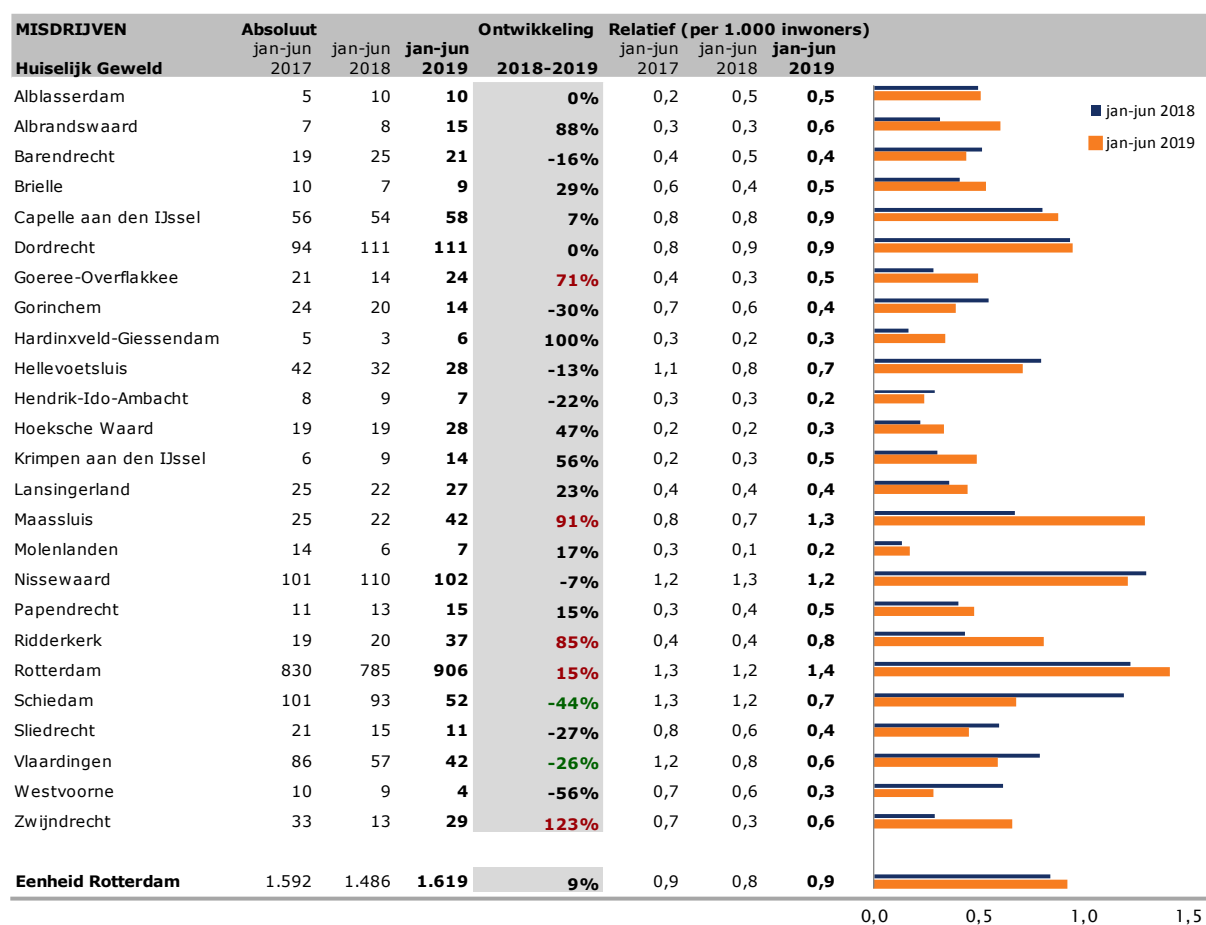 MISDRIJVEN Absoluut Ontwikkeling Relatief (per 1.000 inwoners)
jan-jun jan-jun jan-jun jan-jun jan-jun jan-jun
Huiselijk Geweld 2017 2018 2019 2018-2019 2017 2018 2019
Alblasserdam 5 10 10 0% 0,2 0,5 0,5
jan-jun 2018
Albrandswaard 7 8 15 88% 0,3 0,3 0,6
jan-jun 2019
Barendrecht 19 25 21 -16% 0,4 0,5 0,4
Brielle 10 7 9 29% 0,6 0,4 0,5
Capelle aan den IJssel 56 54 58 7% 0,8 0,8 0,9
Dordrecht 94 111 111 0% 0,8 0,9 0,9
Goeree-Overflakkee 21 14 24 71% 0,4 0,3 0,5
Gorinchem 24 20 14 -30% 0,7 0,6 0,4
Hardinxveld-Giessendam 5 3 6 100% 0,3 0,2 0,3
Hellevoetsluis 42 32 28 -13% 1,1 0,8 0,7
Hendrik-Ido-Ambacht 8 9 7 -22% 0,3 0,3 0,2
Hoeksche Waard 19 19 28 47% 0,2 0,2 0,3
Krimpen aan den IJssel 6 9 14 56% 0,2 0,3 0,5
Lansingerland 25 22 27 23% 0,4 0,4 0,4
Maassluis 25 22 42 91% 0,8 0,7 1,3
Molenlanden 14 6 7 17% 0,3 0,1 0,2
Nissewaard 101 110 102 -7% 1,2 1,3 1,2
Papendrecht 11 13 15 15% 0,3 0,4 0,5
Ridderkerk 19 20 37 85% 0,4 0,4 0,8
Rotterdam 830 785 906 15% 1,3 1,2 1,4
Schiedam 101 93 52 -44% 1,3 1,2 0,7
Sliedrecht 21 15 11 -27% 0,8 0,6 0,4
Vlaardingen 86 57 42 -26% 1,2 0,8 0,6
Westvoorne 10 9 4 -56% 0,7 0,6 0,3
Zwijndrecht 33 13 29 123% 0,7 0,3 0,6
Eenheid Rotterdam 1.592 1.486 1.619 9% 0,9 0,8 0,9
0,0 0,5 1,0 1,5